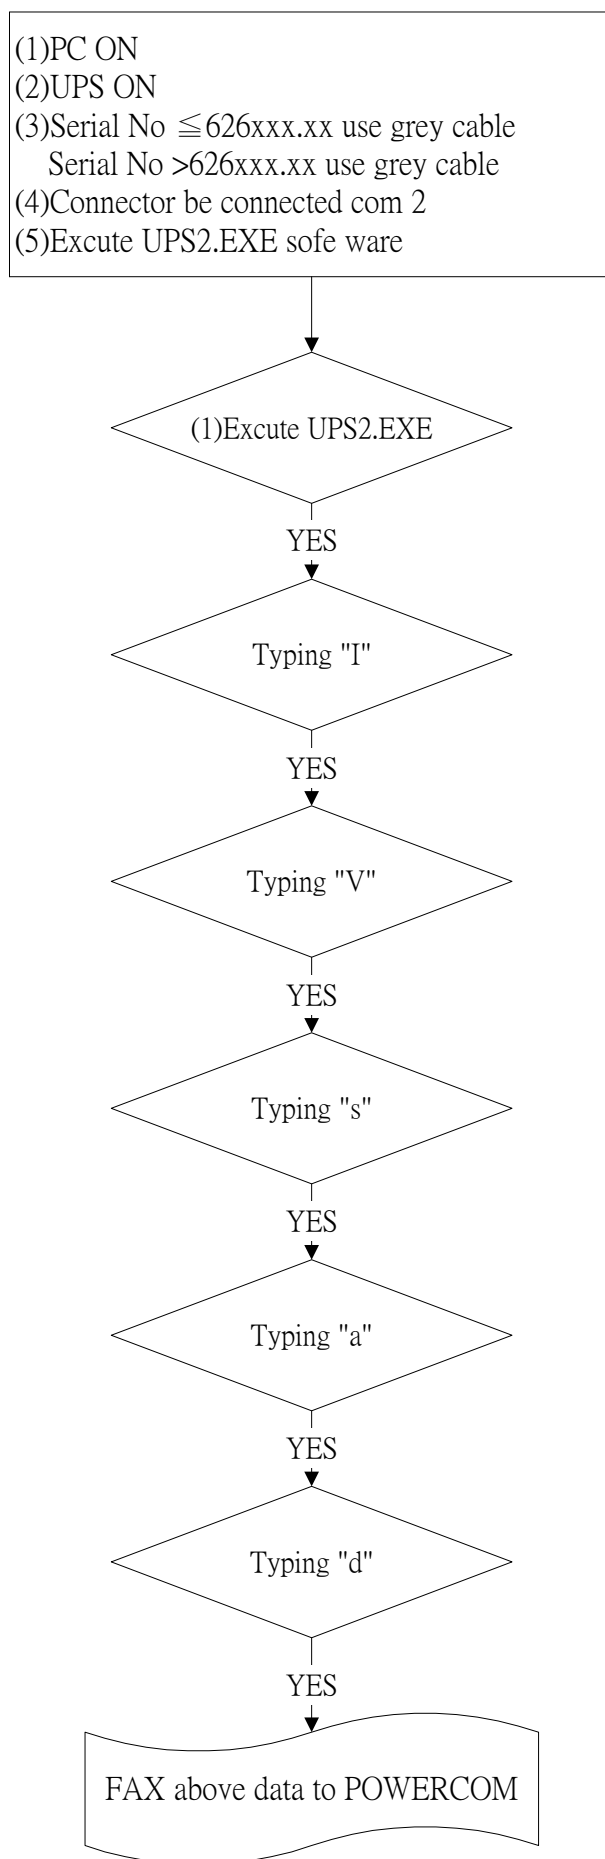 (1)PC ON
(2)UPS ON
(3)Serial No ≦626xxx.xx use grey cable
Serial No >626xxx.xx use grey cable
(4)Connector be connected com 2
(5)Excute UPS2.EXE sofe ware
(1)Excute UPS2.EXE
YES
Typing "I"
YES
Typing "V"
YES
Typing "s"
YES
Typing "a"
YES
Typing "d"
YES
FAX above data to POWERCOM